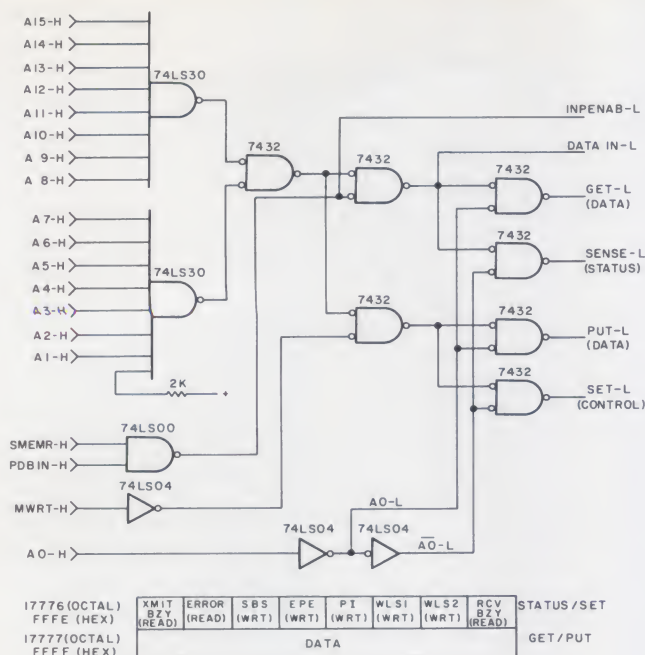 A15-H
A14-H
A13-H
74LS30
A12-H
A11-H
INPENAB-L
A10-H
A 9-H
7432
7432
DATA IN-L
7432
A 8-H
GET-L
(DATA)
A7-H
A6-H
7432
A5-H
74LS30
SENSE-L
(STATUS)
A4-H
A3-H
7432
7432
A2-H
PUT-L
(DATA)
A1-H
7432
2K
+
SET-L
(CONTROL)
74LS00
SMEMR-H
PDBIN-H
74LS04
MWRT-H
A0-L
74LS04
74LS04
A0-L
A0-H
17776(OCTAL)
FFFE (HEX)
XMIT BZY (READ)
ERROR (READ)
SBS (WRT)
EPE (WRT)
PI (WRT)
WLS1 (WRT)
WLS2 (WRT)
RCV BZY (READ)
STATUS/SET
17777(OCTAL)
FFFF (HEX)
DATA
GET/PUT